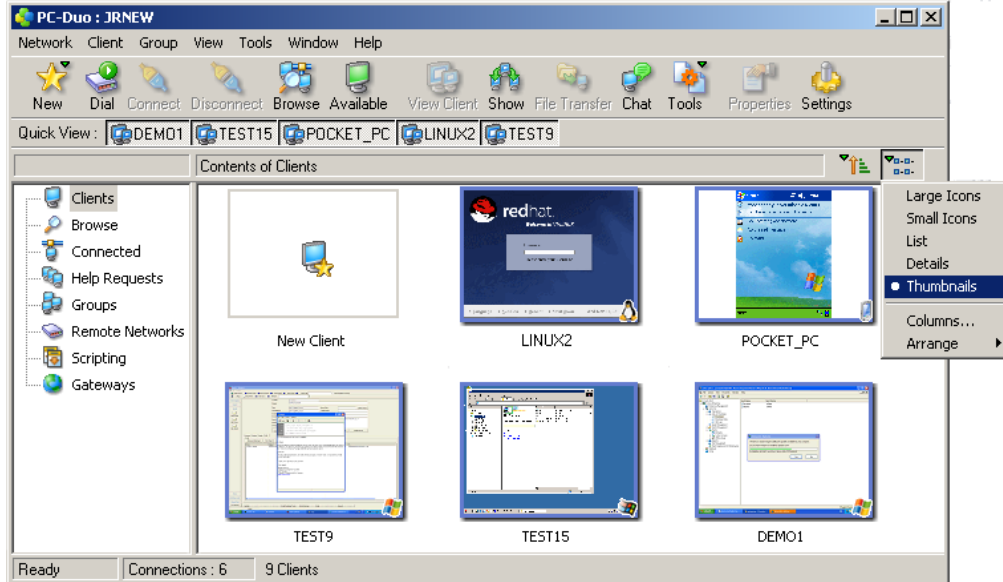 PC-Duo : JRNEW
Network Client Group View Tools Window Help
New Dial Connect Disconnect Browse Available View Client Show File Transfer Chat Tools Properties Settings
Quick View : DEMO1 TEST15 POCKET_PC LINUX2 TEST9
Contents of Clients
Clients
Browse
Connected
Help Requests
Groups
Remote Networks
Scripting
Gateways
redhat.
New Client LINUX2 POCKET_PC
TEST9 TEST15 DEMO1
Large Icons
Small Icons
List
Details
Thumbnails
Columns...
Arrange
Ready Connections : 6 9 Clients